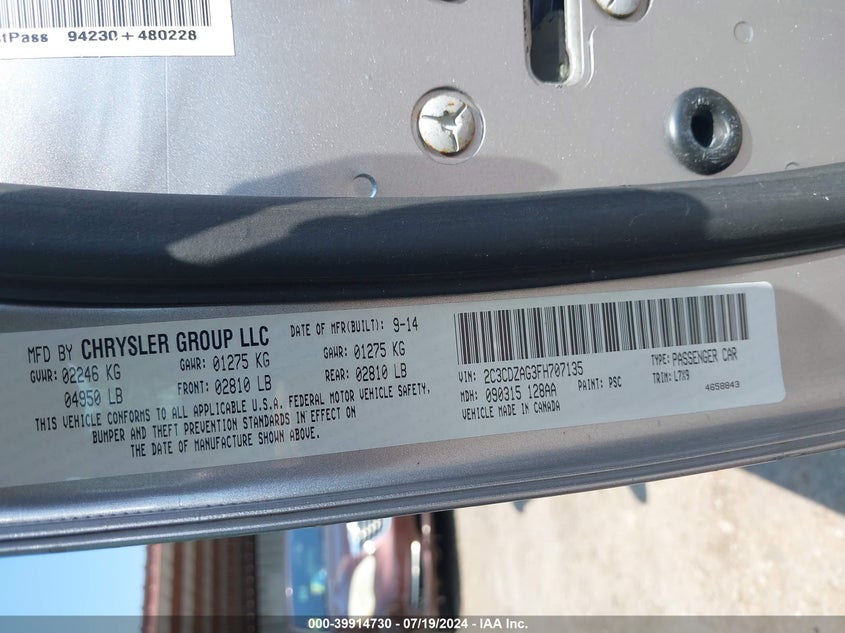 stPass 94230+480228
MFD BY CHRYSLER GROUP LLC DATE OF MFR(BUILT): 9-14
GVWR: 02246 KG GAWR: 01275 KG GAWR: 01275 KG
04950 LB FRONT: 02810 LB REAR: 02810 LB
THIS VEHICLE CONFORMS TO ALL APPLICABLE U.S.A. FEDERAL MOTOR VEHICLE SAFETY,
BUMPER AND THEFT PREVENTION STANDARDS IN EFFECT ON
THE DATE OF MANUFACTURE SHOWN ABOVE.
VIN: 2C3CDZAG3FH707135 TYPE: PASSENGER CAR
MDH: 090315 128AA PAINT: PSC TRIM: L7X9
VEHICLE MADE IN CANADA 4658843
000-39914730 - 07/19/2024 - IAA Inc.